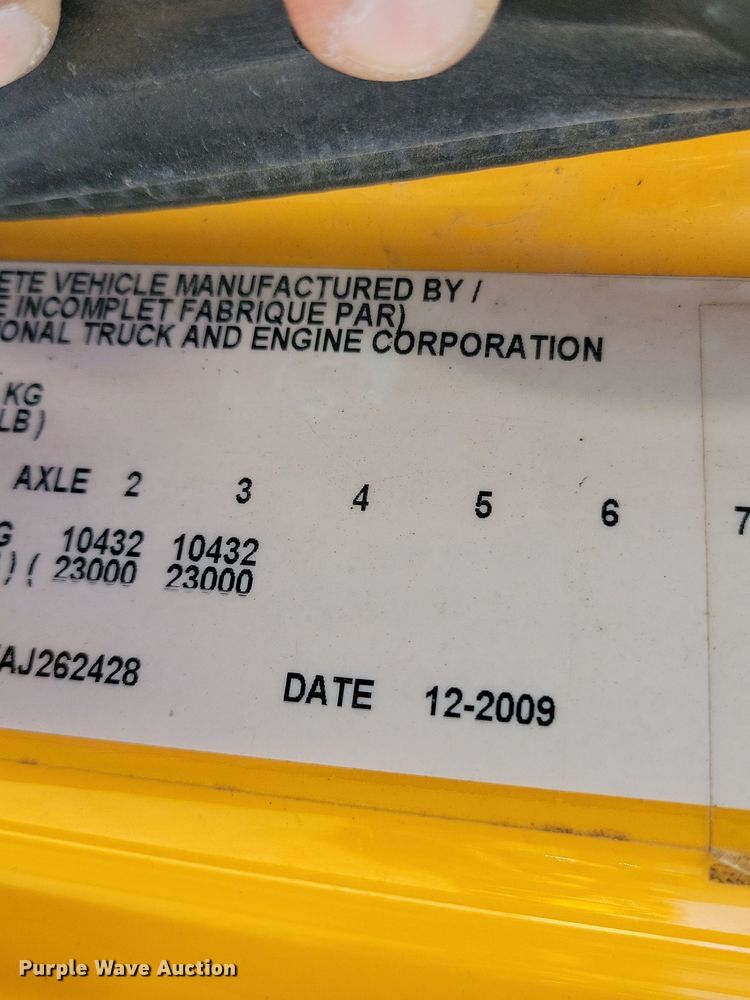 ETE VEHICLE MANUFACTURED BY /
E INCOMPLET FABRIQUE PAR)
ONAL TRUCK AND ENGINE CORPORATION
KG
LB)
AXLE 2 3 4 5 6 7
G 10432 10432
) ( 23000 23000
AJ262428 DATE 12-2009
Purple Wave Auction